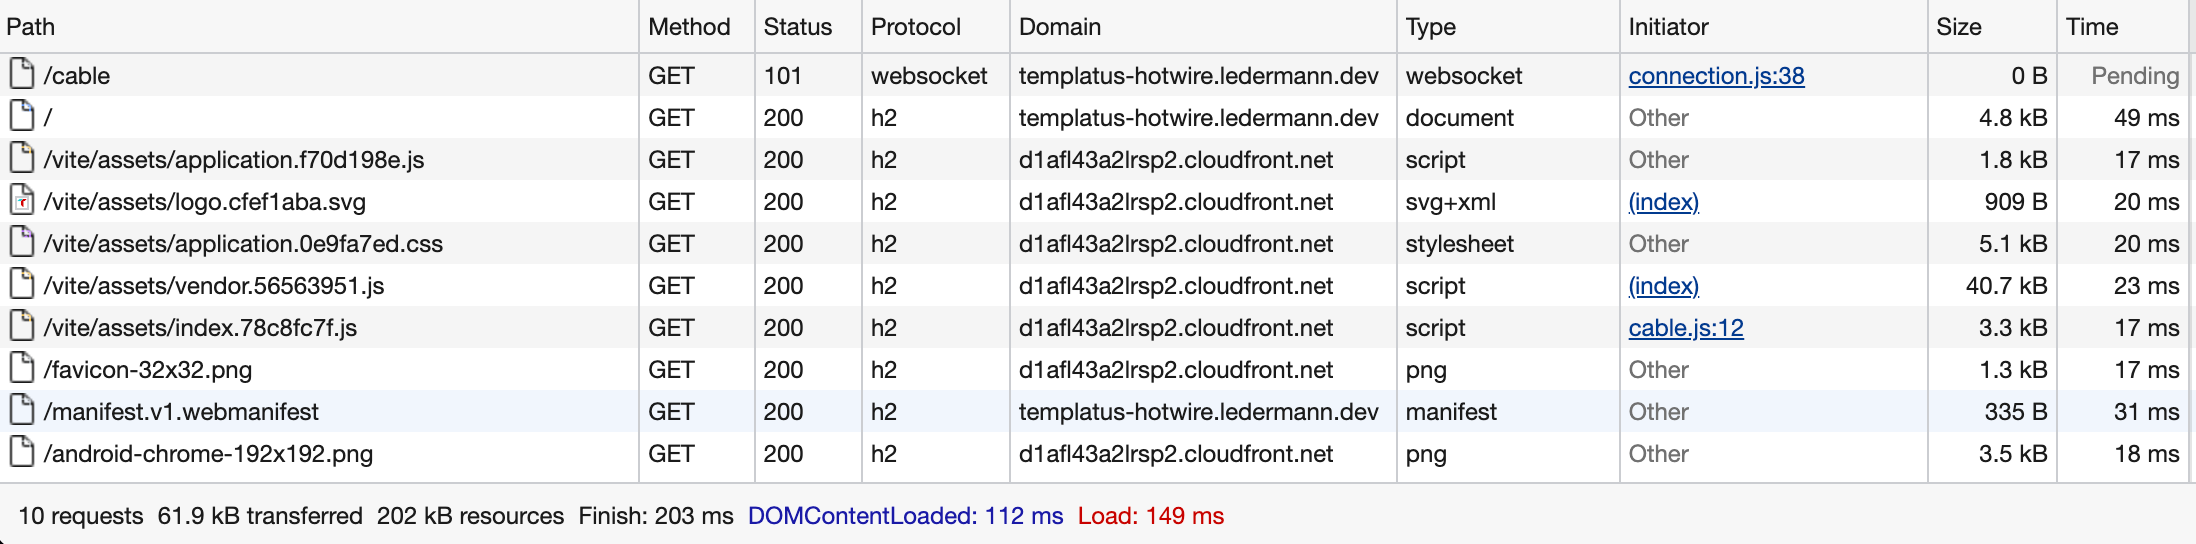 Path Method Status Protocol Domain Type Initiator Size Time
/cable GET 101 websocket templatus-hotwire.ledermann.dev websocket connection.js:38 0 B Pending
/ GET 200 h2 templatus-hotwire.ledermann.dev document Other 4.8 kB 49 ms
/vite/assets/application.f70d198e.js GET 200 h2 d1afl43a2lrsp2.cloudfront.net script Other 1.8 kB 17 ms
/vite/assets/logo.cfef1aba.svg GET 200 h2 d1afl43a2lrsp2.cloudfront.net svg+xml (index) 909 B 20 ms
/vite/assets/application.0e9fa7ed.css GET 200 h2 d1afl43a2lrsp2.cloudfront.net stylesheet Other 5.1 kB 20 ms
/vite/assets/vendor.56563951.js GET 200 h2 d1afl43a2lrsp2.cloudfront.net script (index) 40.7 kB 23 ms
/vite/assets/index.78c8fc7f.js GET 200 h2 d1afl43a2lrsp2.cloudfront.net script cable.js:12 3.3 kB 17 ms
/favicon-32x32.png GET 200 h2 d1afl43a2lrsp2.cloudfront.net png Other 1.3 kB 17 ms
/manifest.v1.webmanifest GET 200 h2 templatus-hotwire.ledermann.dev manifest Other 335 B 31 ms
/android-chrome-192x192.png GET 200 h2 d1afl43a2lrsp2.cloudfront.net png Other 3.5 kB 18 ms
10 requests 61.9 kB transferred 202 kB resources Finish: 203 ms DOMContentLoaded: 112 ms Load: 149 ms